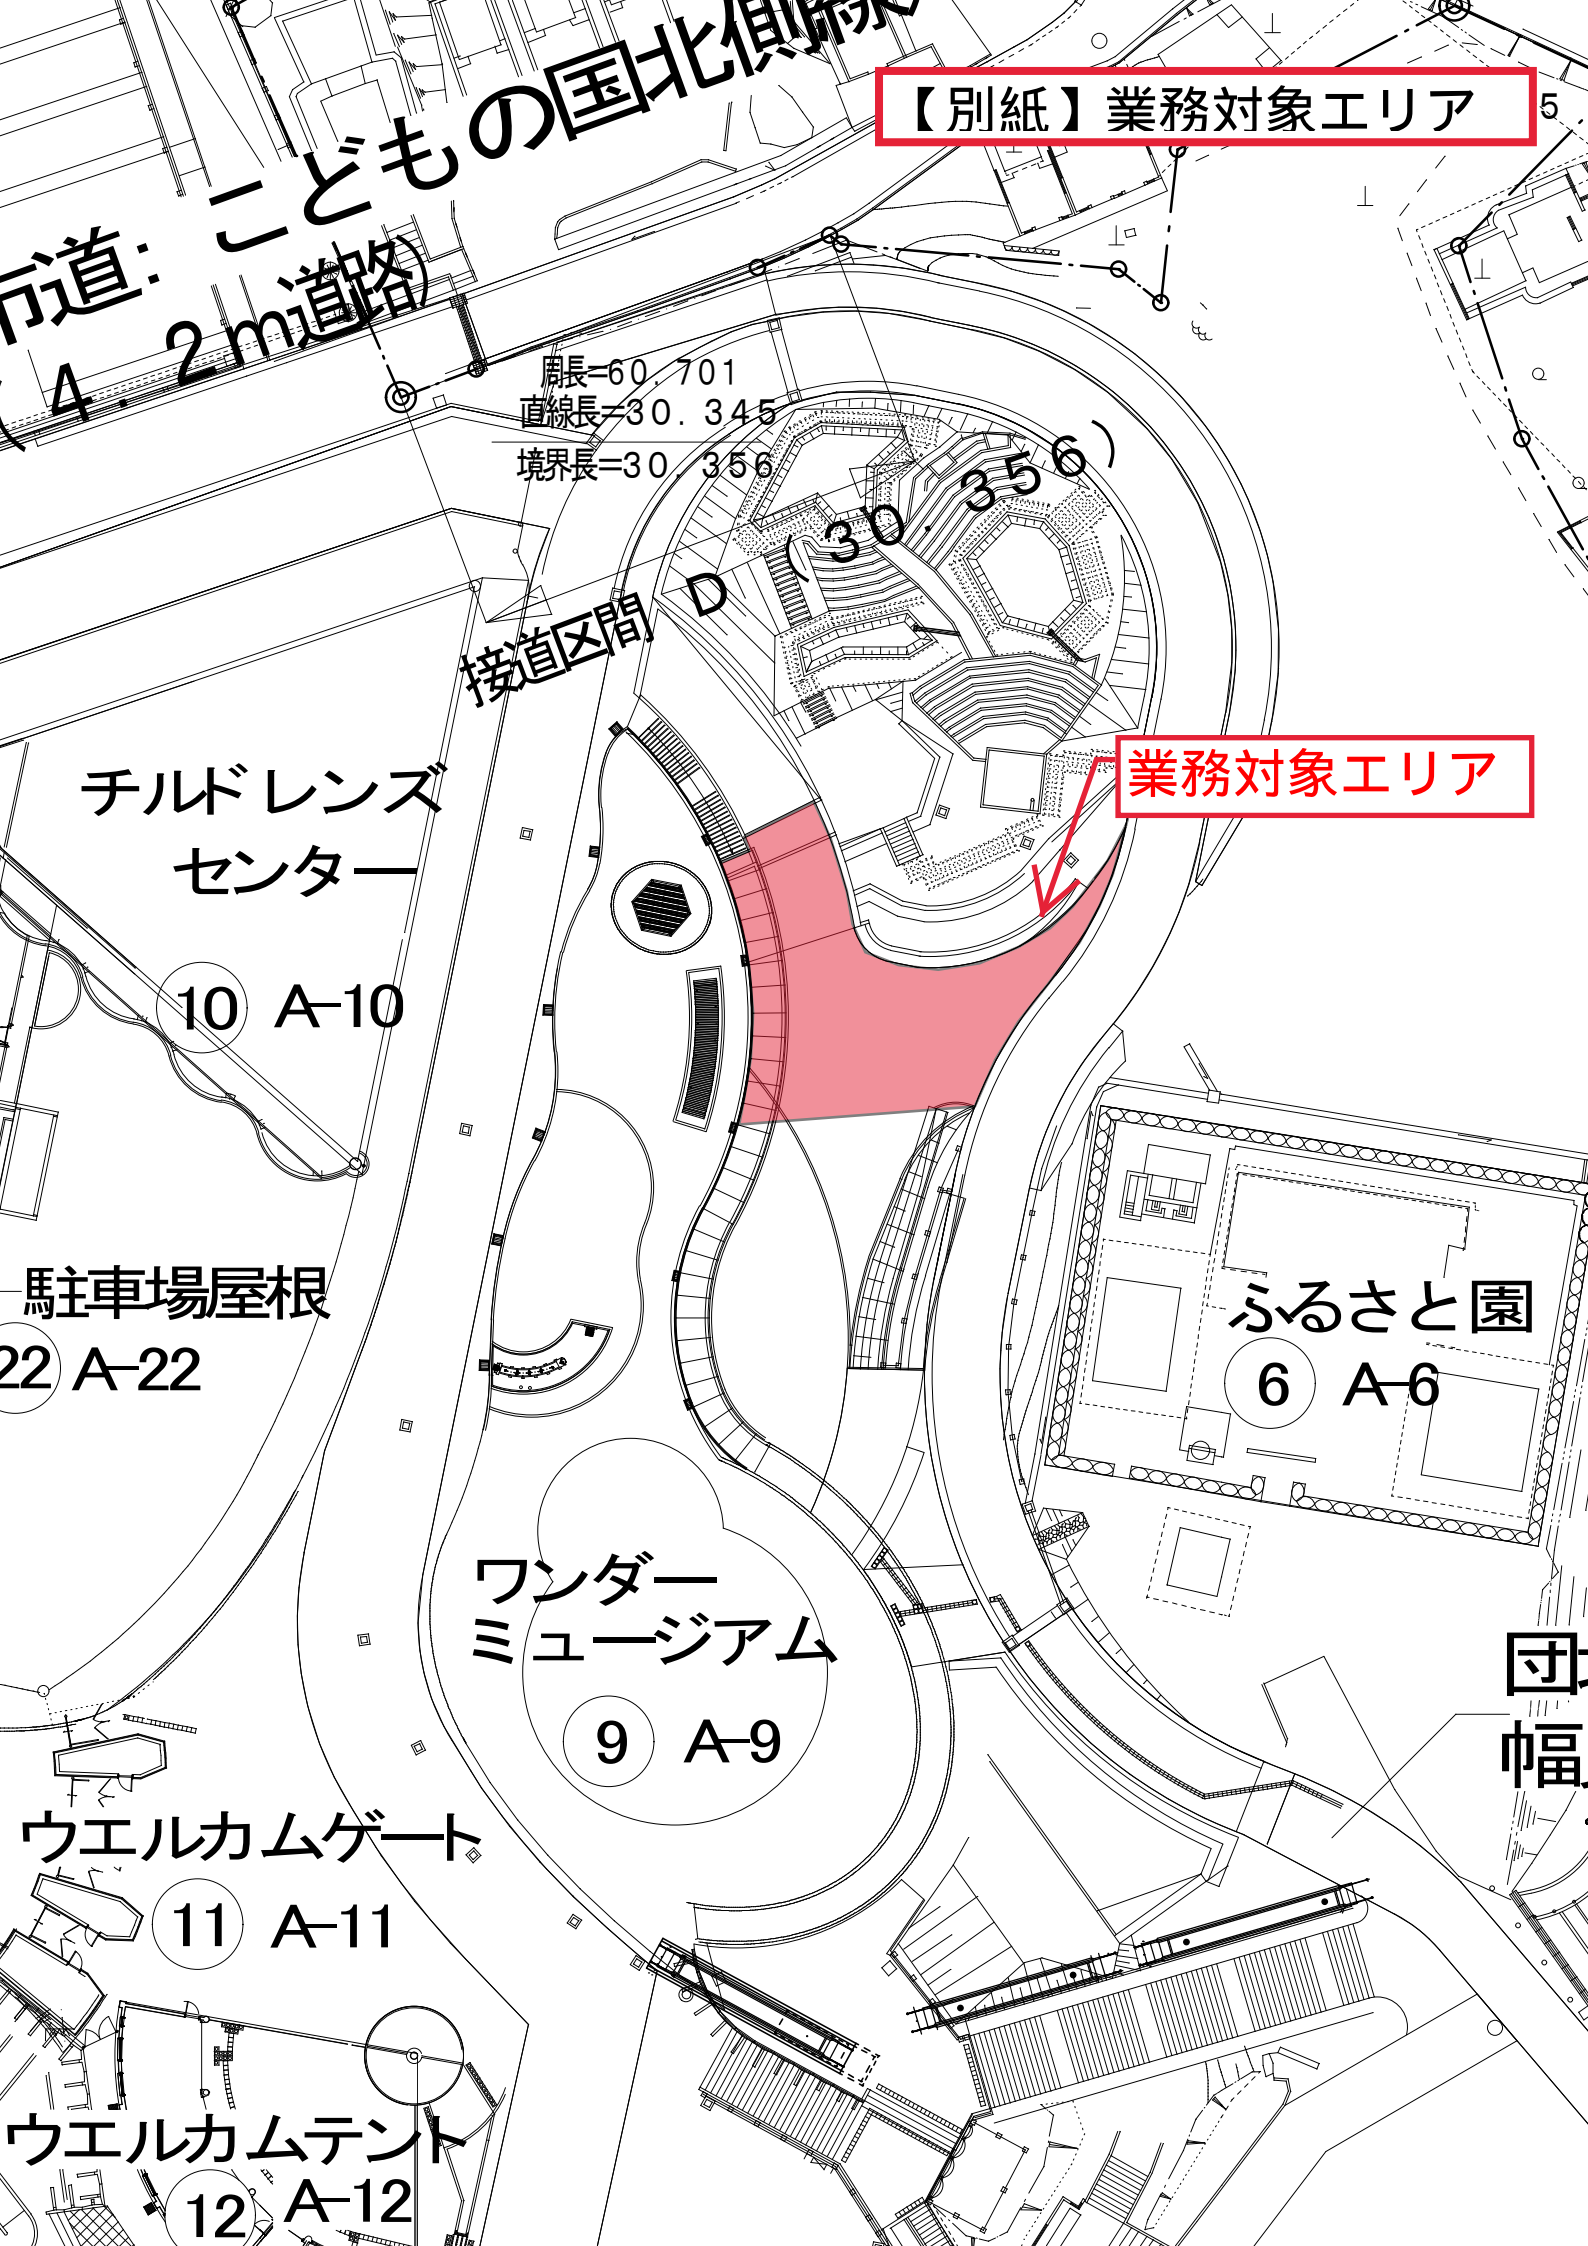 こどもの国北側線
【別紙】業務対象エリア
5
市道:
(4.2m道路)
周長=60.701
直線長=30.345
境界長=30.356
接道区間 D (30.356)
業務対象エリア
チルドレンズ
センター
10 A-10
駐車場屋根
22 A-22
ふるさと園
6 A-6
ワンダー
ミュージアム
9 A-9
団
幅
ウエルカムゲート
11 A-11
ウエルカムテント
12 A-12